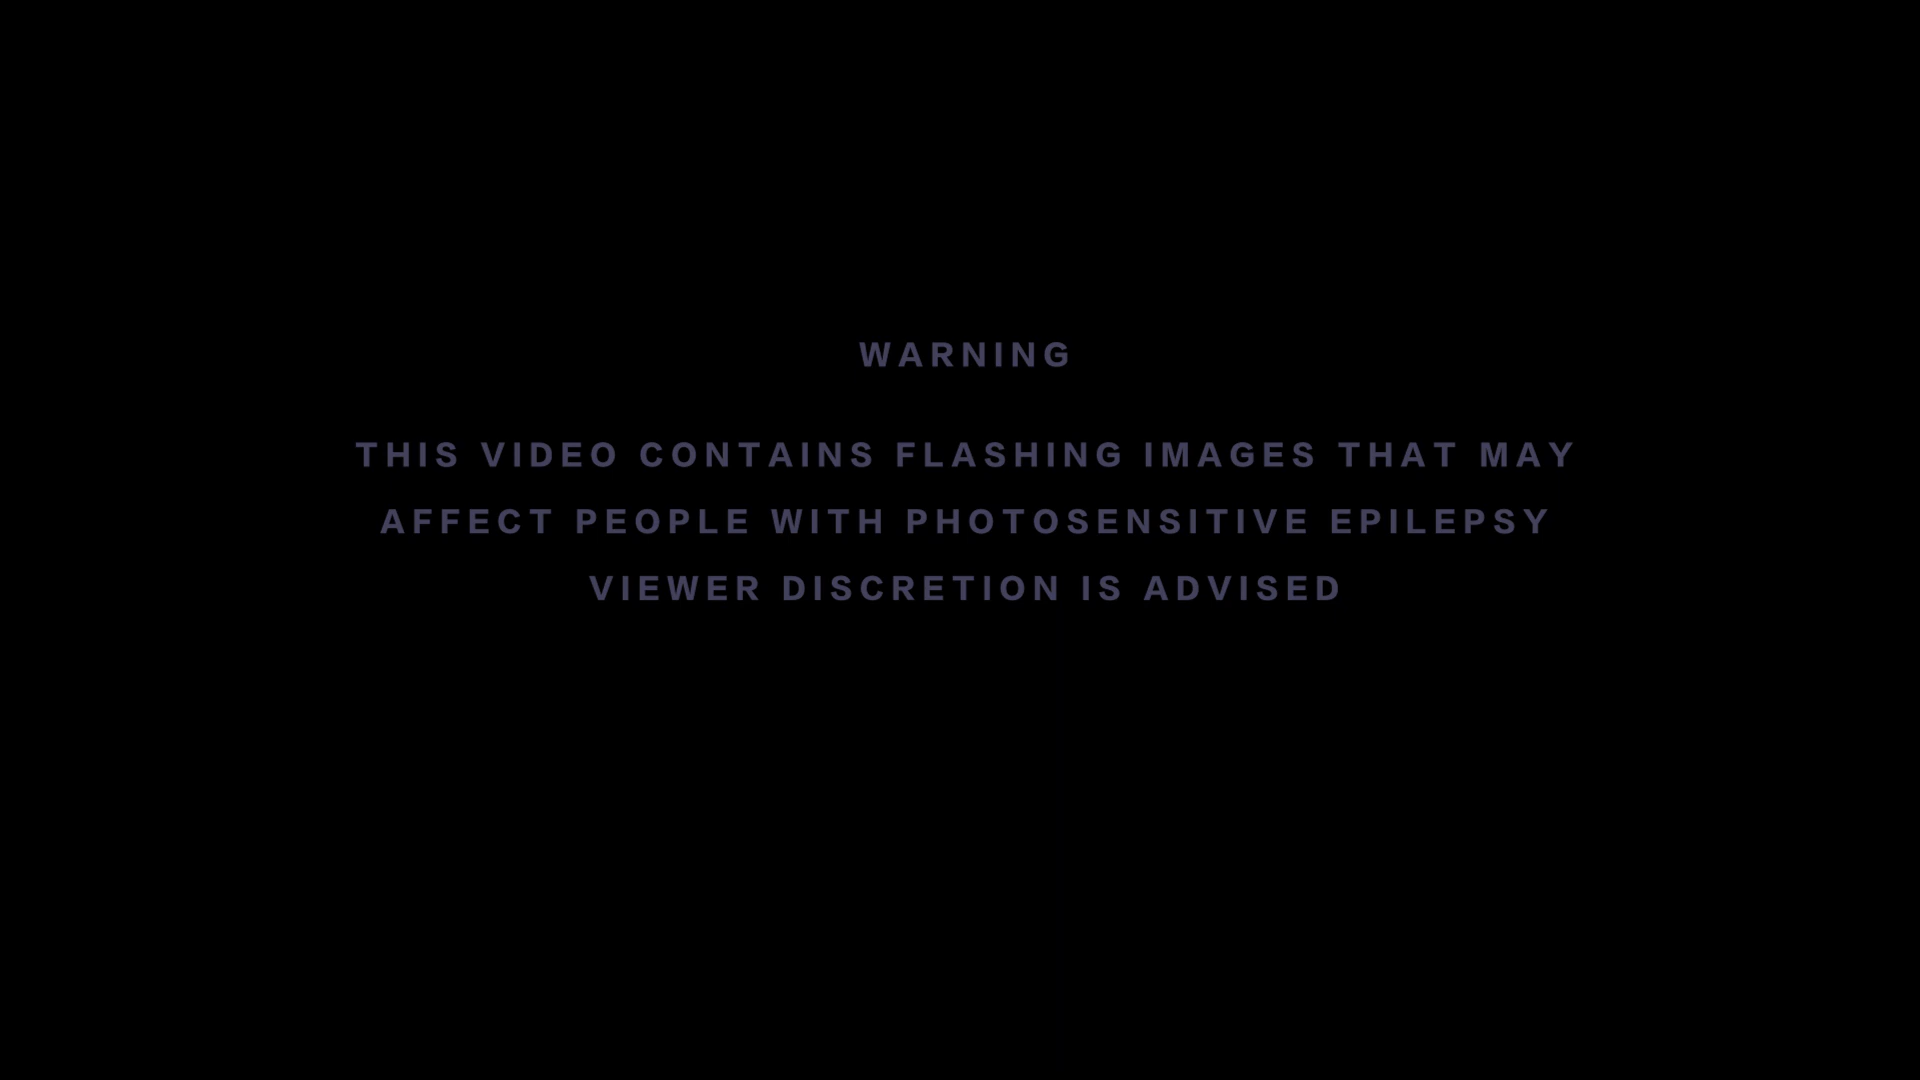 WARNING
THIS VIDEO CONTAINS FLASHING IMAGES THAT MAY
AFFECT PEOPLE WITH PHOTOSENSITIVE EPILEPSY
VIEWER DISCRETION IS ADVISED